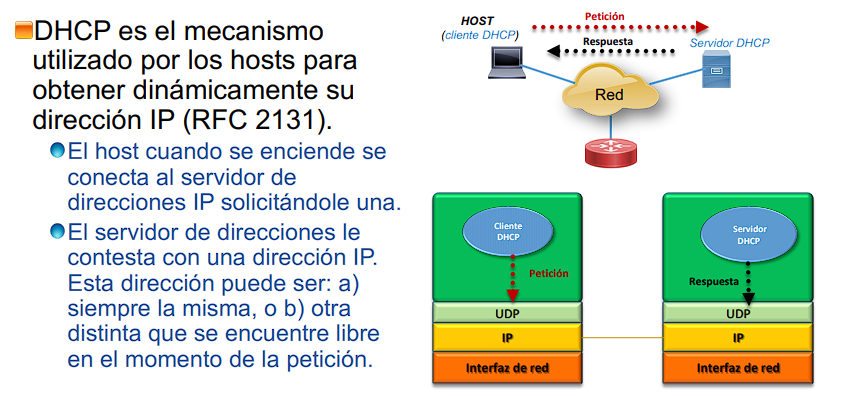 DHCP es el mecanismo
utilizado por los hosts para
obtener dinámicamente su
dirección IP (RFC 2131).
El host cuando se enciende se
conecta al servidor de
direcciones IP solicitándole una.
El servidor de direcciones le
contesta con una dirección IP.
Esta dirección puede ser: a)
siempre la misma, o b) otra
distinta que se encuentre libre
en el momento de la petición.
HOST
(cliente DHCP)
Petición
Respuesta
Servidor DHCP
Red
Cliente
DHCP
Petición
UDP
IP
Interfaz de red
Servidor
DHCP
Respuesta
UDP
IP
Interfaz de red